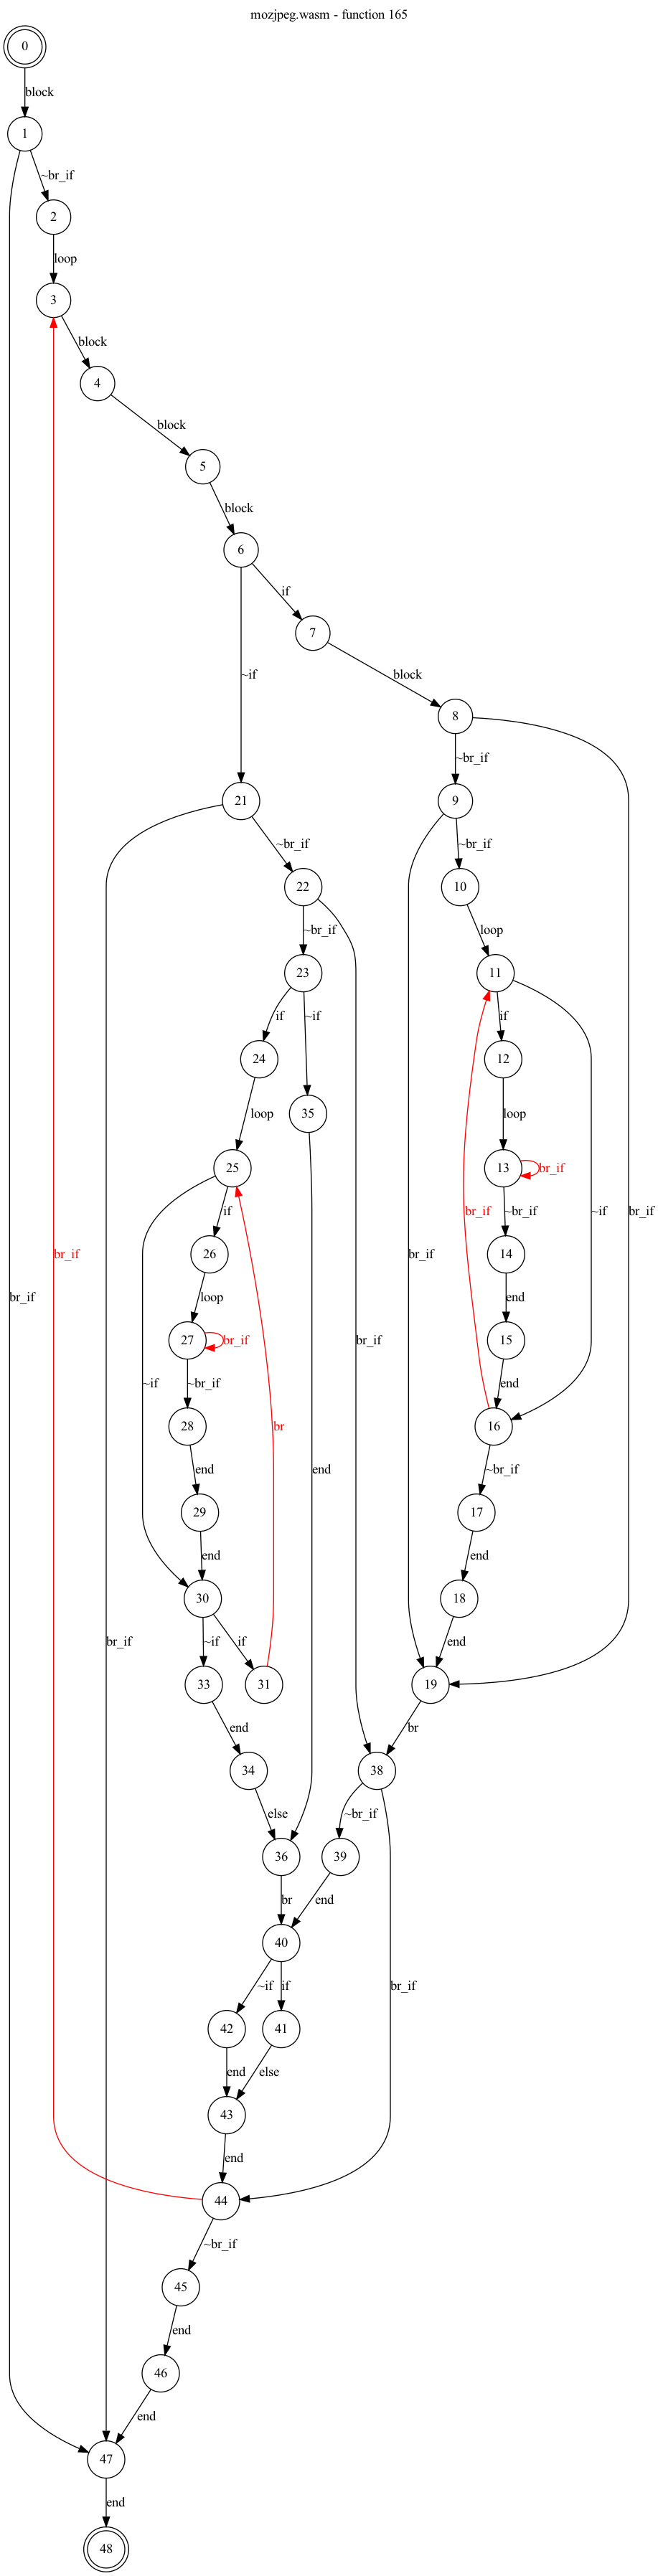 mozjpeg.wasm - function 165
0
block
1
~br_if
2
loop
3
block
4
block
5
block
6
if
7
~if
block
8
~br_if
21
9
~br_if
~br_if
22
10
~br_if
loop
23
11
if
~if
if
24
12
loop
35
loop
25
13
br_if
if
br_if
~br_if
~if
br_if
26
14
br_if
br_if
loop
end
br_if
27
br_if
br_if
15
~if
~br_if
end
28
br
16
end
end
~br_if
29
17
end
end
30
18
br_if
~if
if
end
33
31
19
end
br
34
38
else
~br_if
36
39
br
end
40
~if
if
br_if
42
41
end
else
43
end
44
~br_if
45
end
46
end
47
end
48